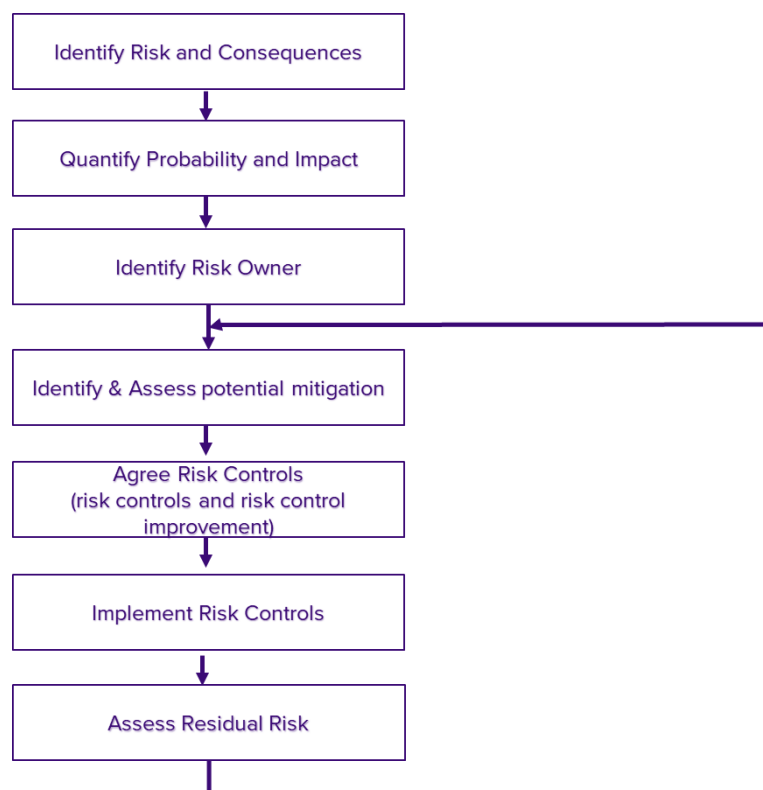 Identify Risk and Consequences
Quantify Probability and Impact
Identify Risk Owner
Identify & Assess potential mitigation
Agree Risk Controls
(risk controls and risk control
improvement)
Implement Risk Controls
Assess Residual Risk